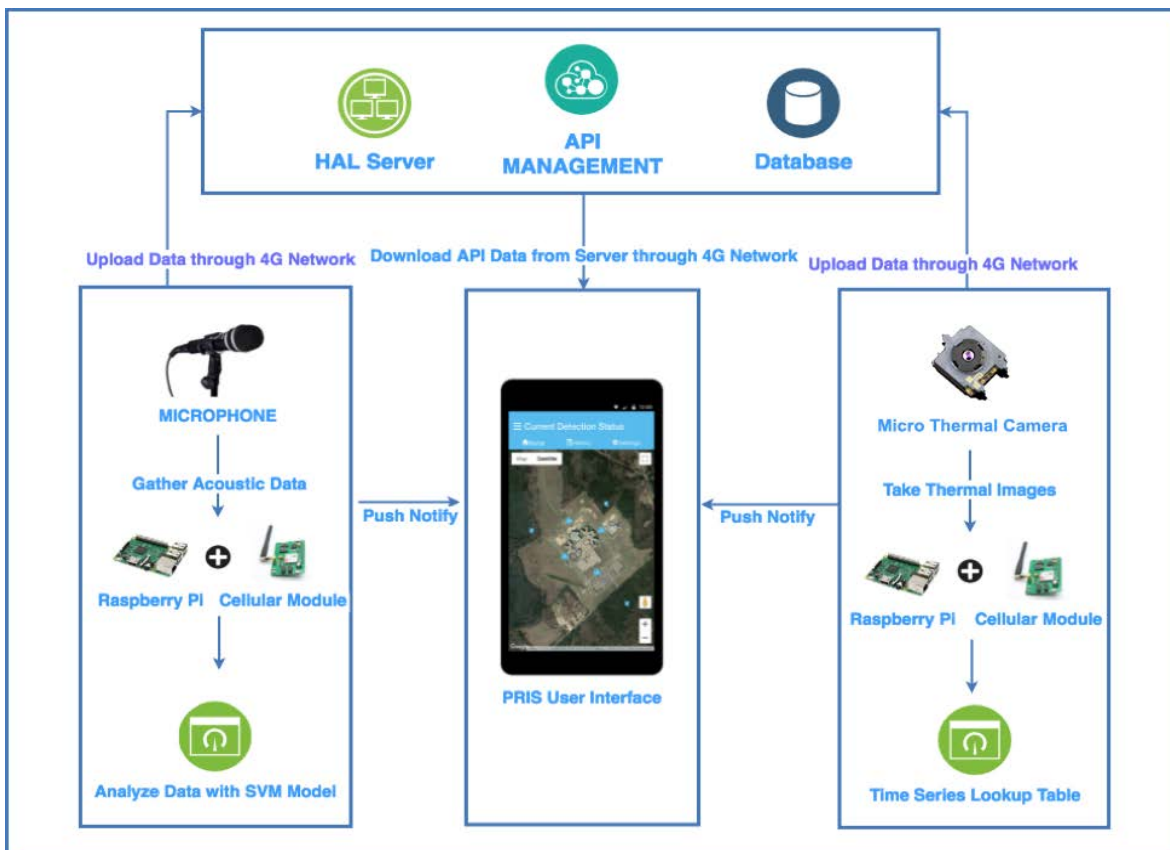 HAL Server
API
MANAGEMENT
Database
Upload Data through 4G Network
Download API Data from Server through 4G Network
Upload Data through 4G Network
MICROPHONE
Gather Acoustic Data
Raspberry Pi
Cellular Module
Analyze Data with SVM Model
Push Notify
Current Detection Status
Satellite
PRIS User Interface
Push Notify
Micro Thermal Camera
Take Thermal Images
Raspberry Pi
Cellular Module
Time Series Lookup Table